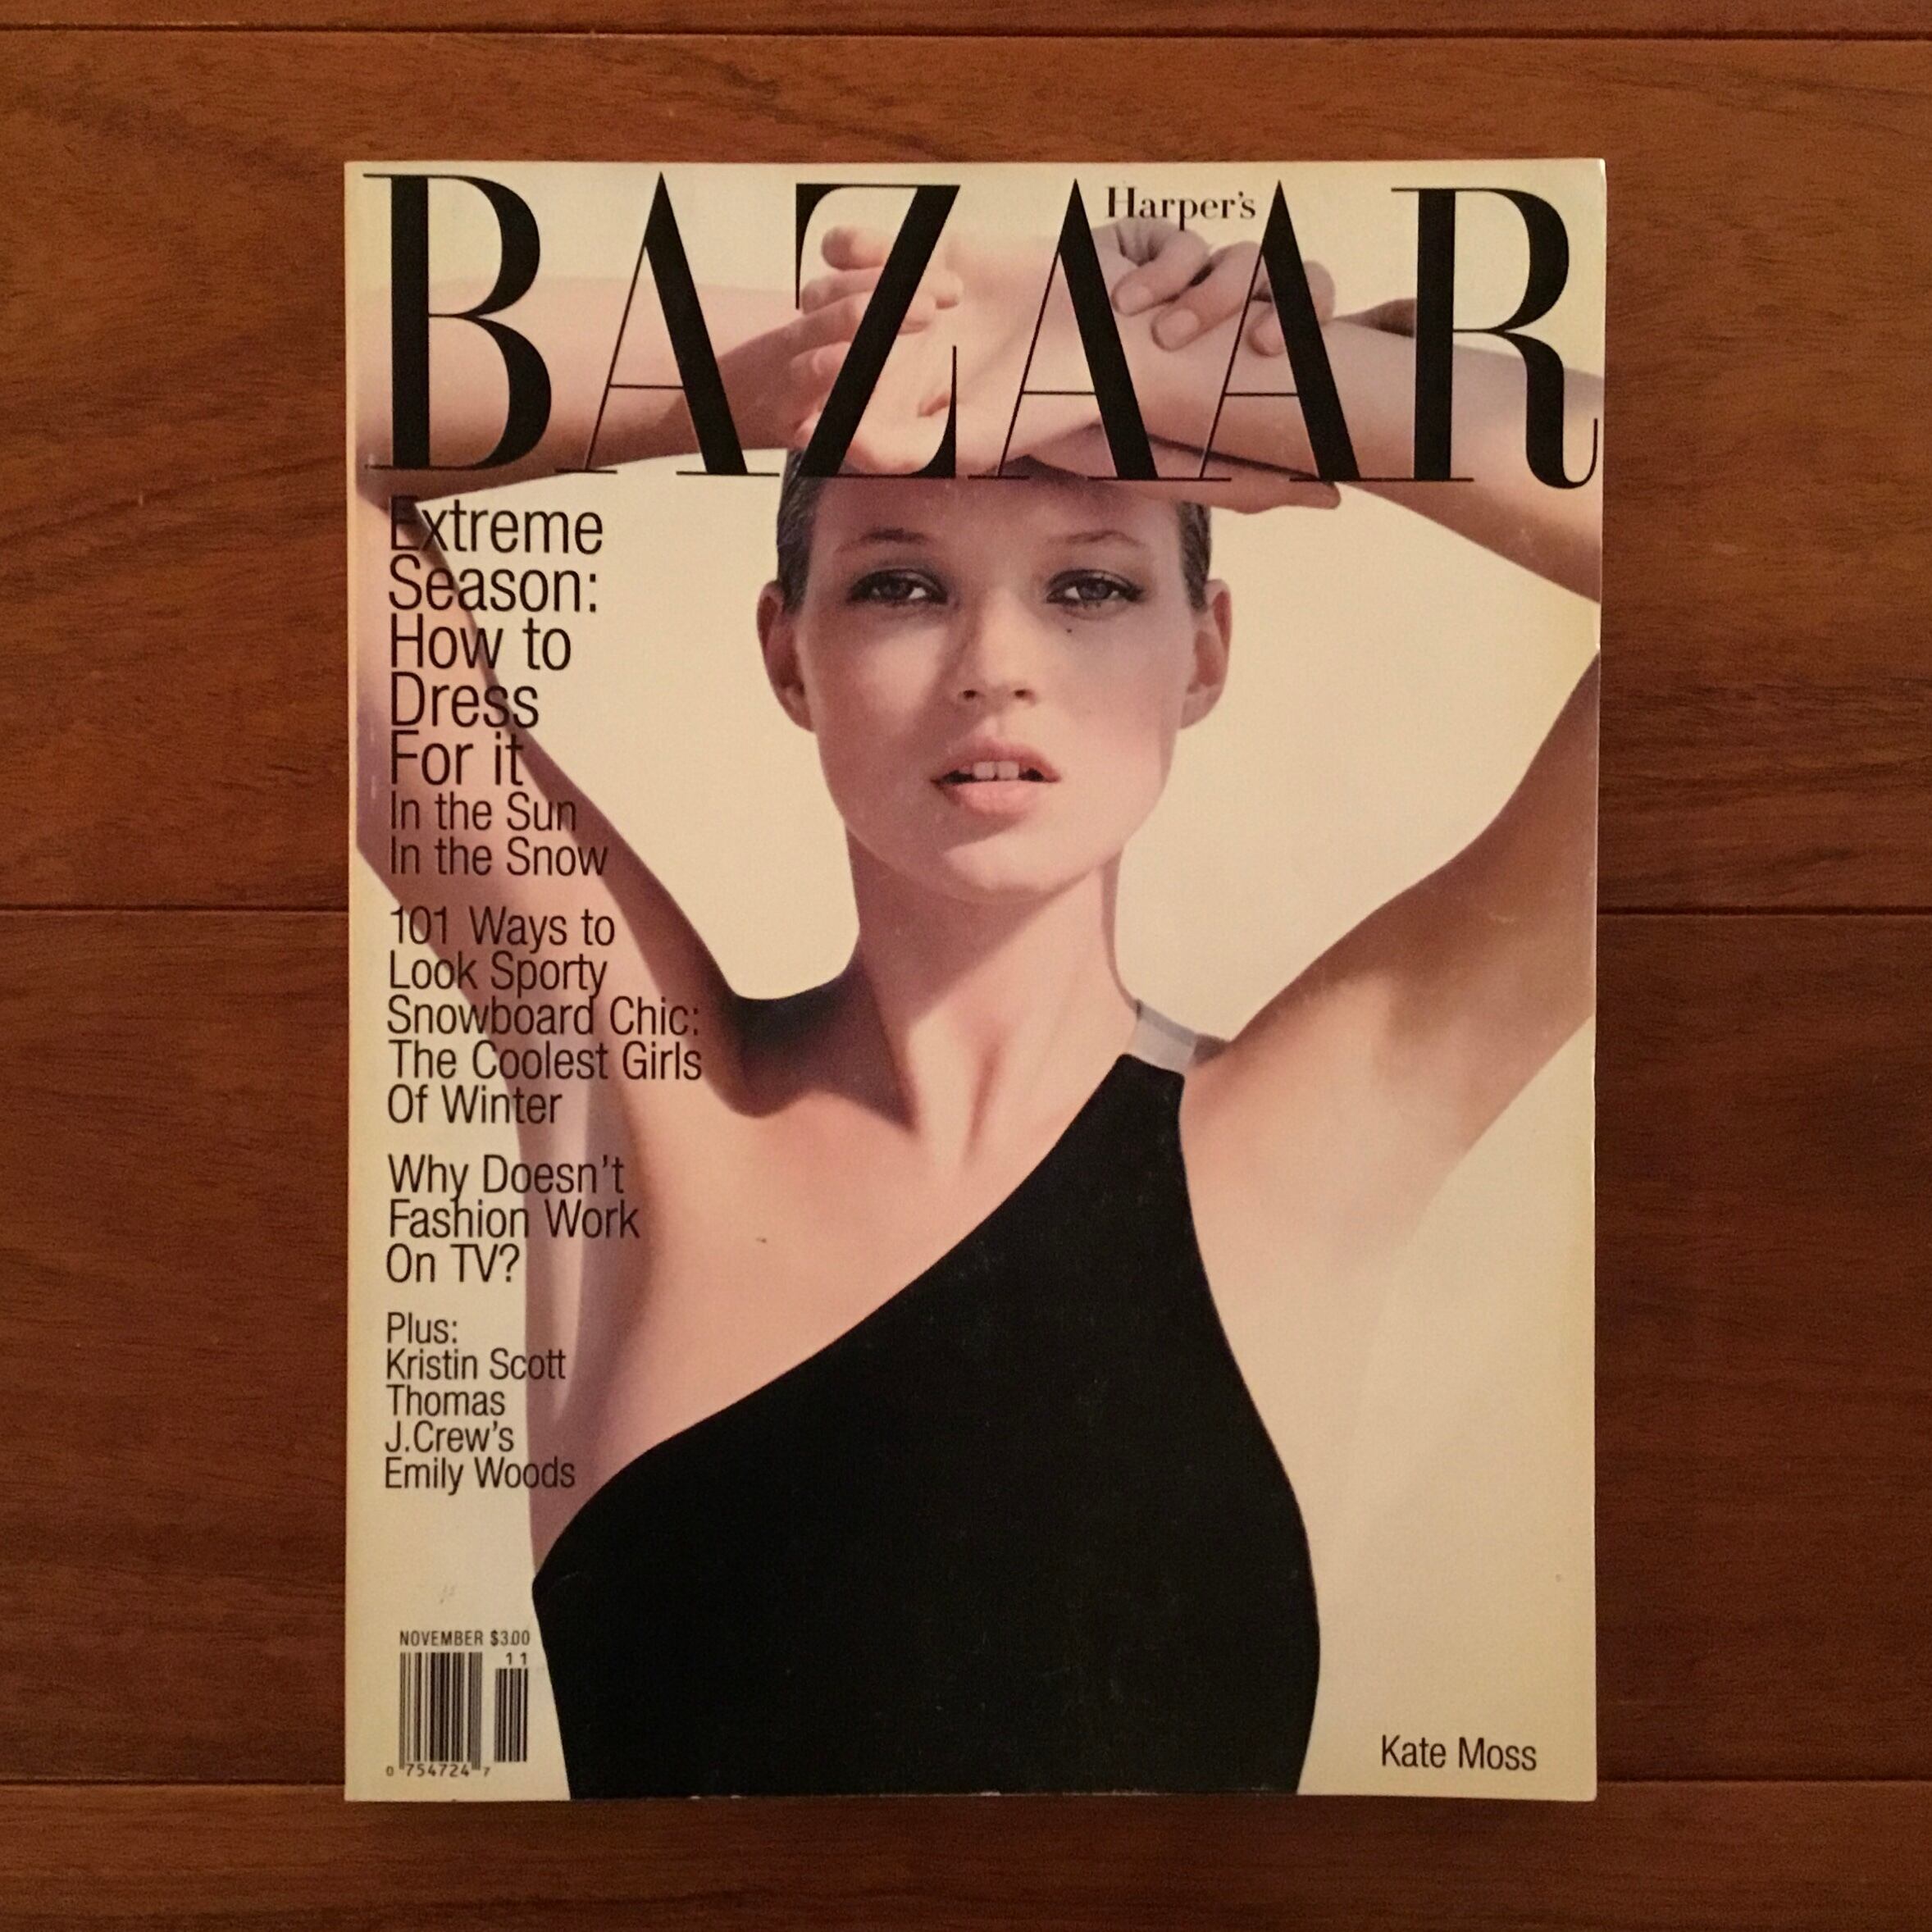 Harper's
BAZAAR
Extreme
Season:
How to
Dress
For it
In the Sun
In the Snow
101 Ways to
Look Sporty
Snowboard Chic:
The Coolest Girls
Of Winter
Why Doesn't
Fashion Work
On TV?
Plus:
Kristin Scott
Thomas
J.Crew's
Emily Woods
NOVEMBER $3.00
11
0 754724 7
Kate Moss